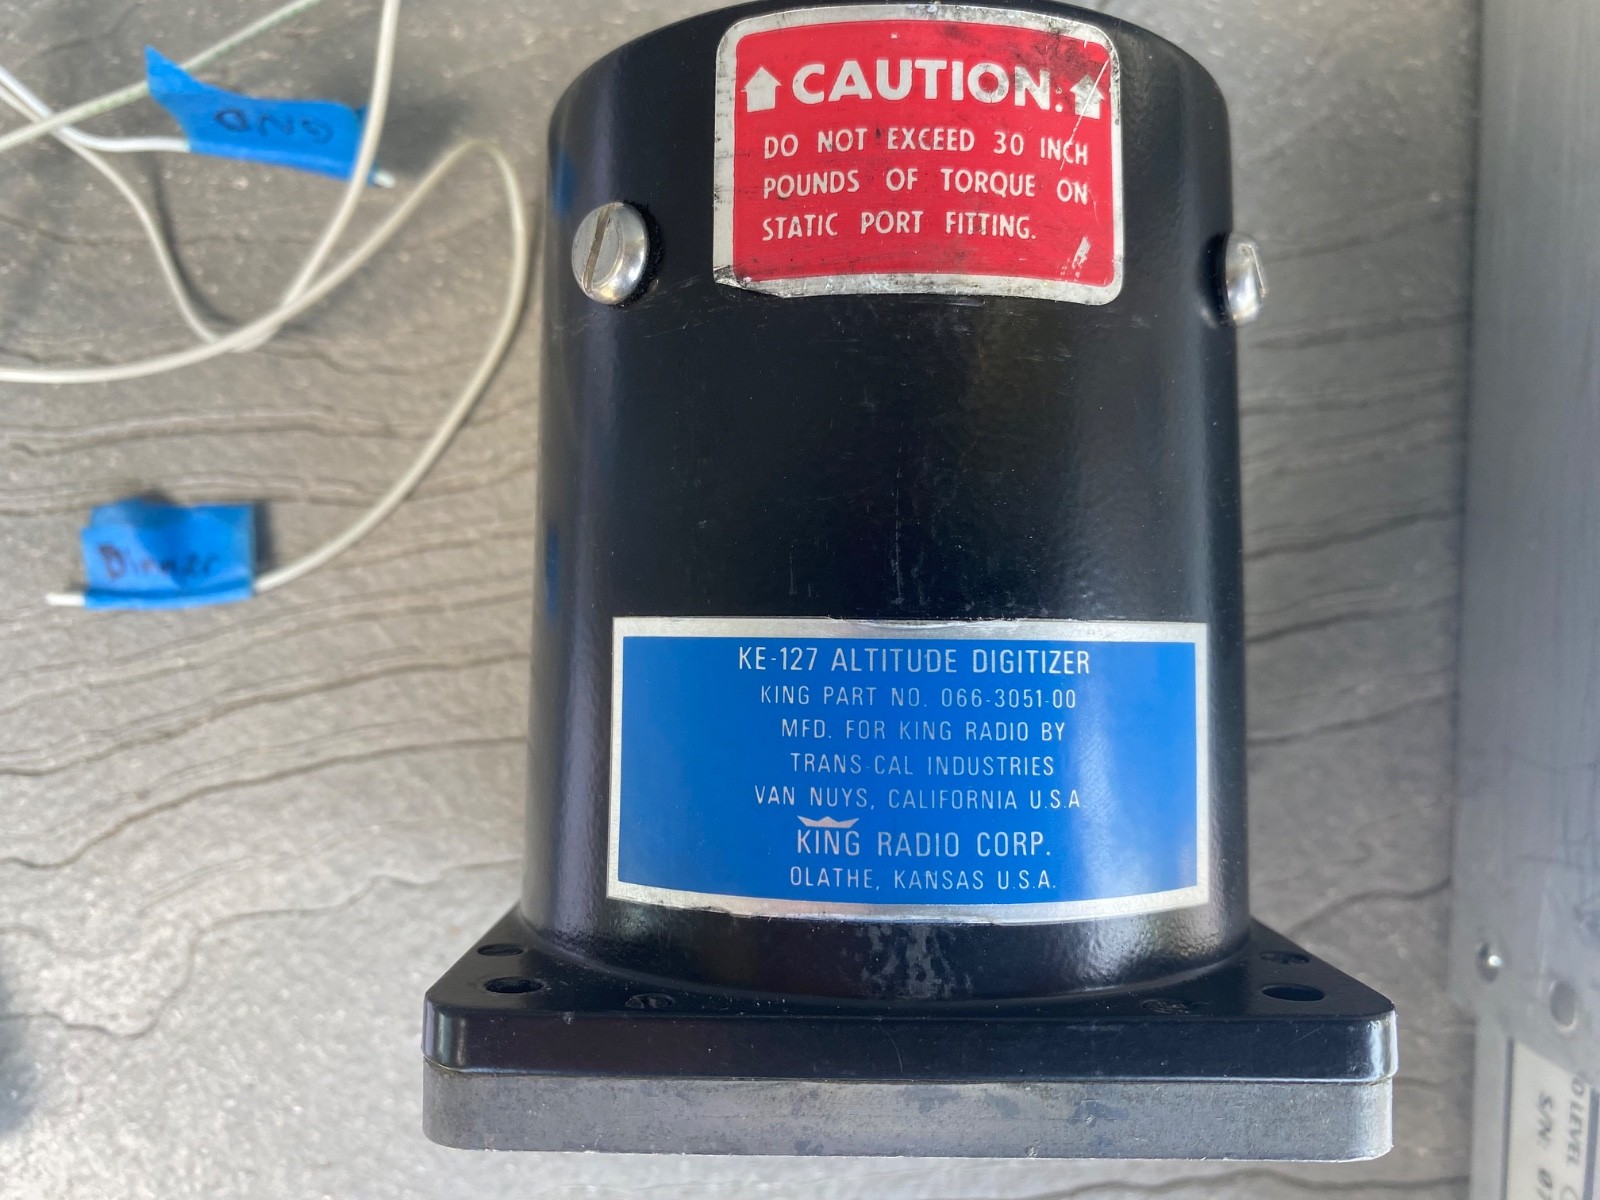 CAUTION.
DO NOT EXCEED 30 INCH
POUNDS OF TORQUE ON
STATIC PORT FITTING.
GND
Dimmer
KE-127 ALTITUDE DIGITIZER
KING PART NO. 066-3051-00
MFD. FOR KING RADIO BY
TRANS-CAL INDUSTRIES
VAN NUYS, CALIFORNIA U.S.A
KING RADIO CORP.
OLATHE, KANSAS U.S.A.
S/N: